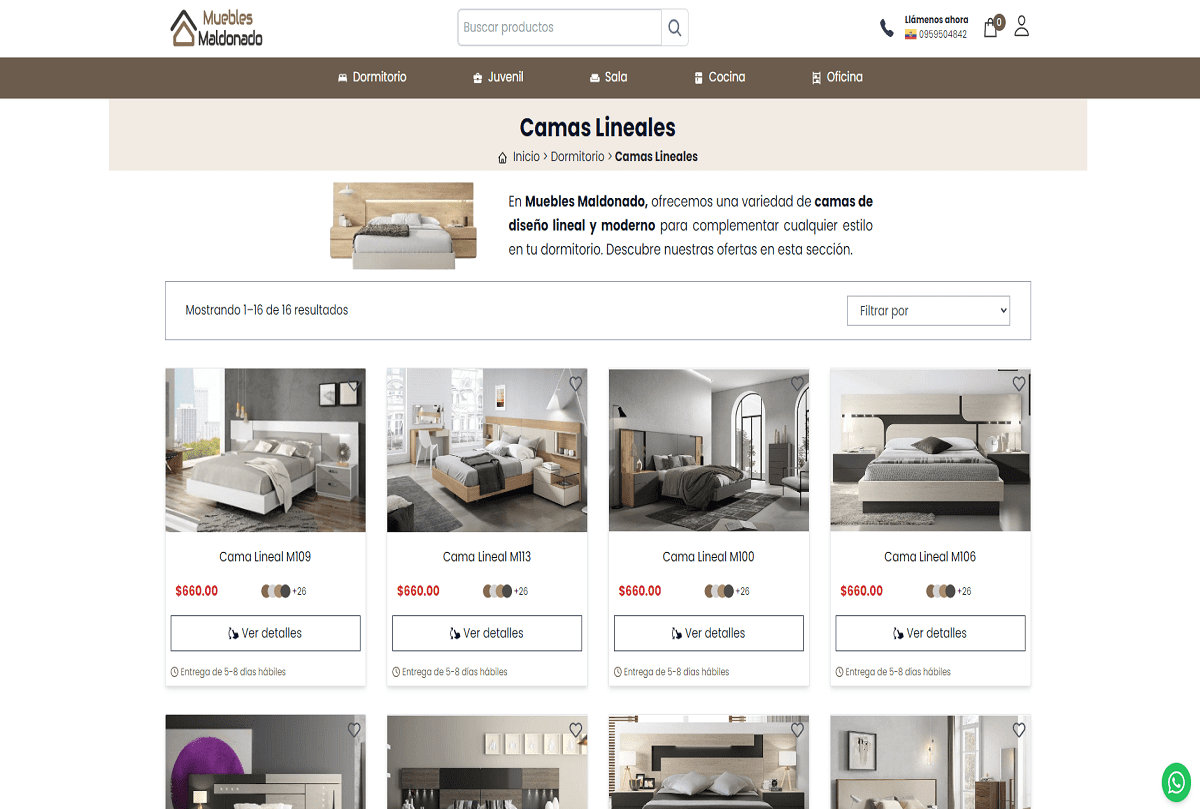 Muebles
Maldonado
Buscar productos
Llámenos ahora
0959504842
0
Dormitorio
Juvenil
Sala
Cocina
Oficina
Camas Lineales
Inicio > Dormitorio > Camas Lineales
En Muebles Maldonado, ofrecemos una variedad de camas de
diseño lineal y moderno para complementar cualquier estilo
en tu dormitorio. Descubre nuestras ofertas en esta sección.
Mostrando 1–16 de 16 resultados
Filtrar por
Cama Lineal M109
$660.00
+26
Ver detalles
Entrega de 5-8 días hábiles
Cama Lineal M113
$660.00
+26
Ver detalles
Entrega de 5-8 días hábiles
Cama Lineal M100
$660.00
+26
Ver detalles
Entrega de 5-8 días hábiles
Cama Lineal M106
$660.00
+26
Ver detalles
Entrega de 5-8 días hábiles